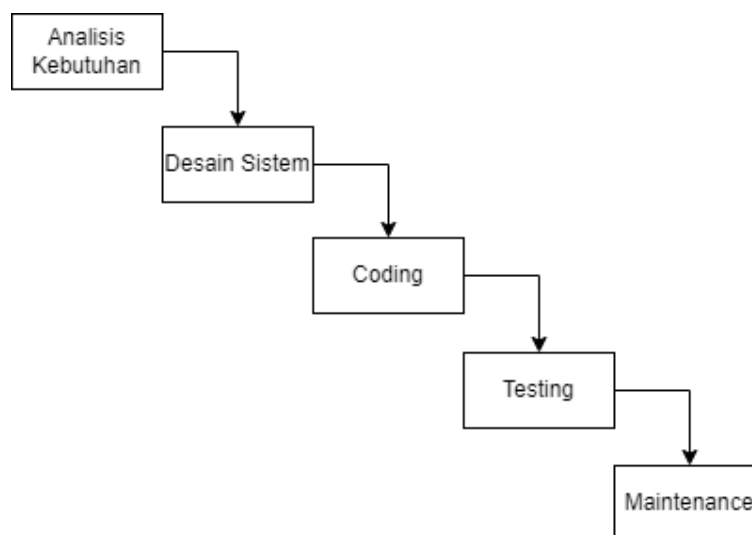 Analisis
Kebutuhan
Desain Sistem
Coding
Testing
Maintenance